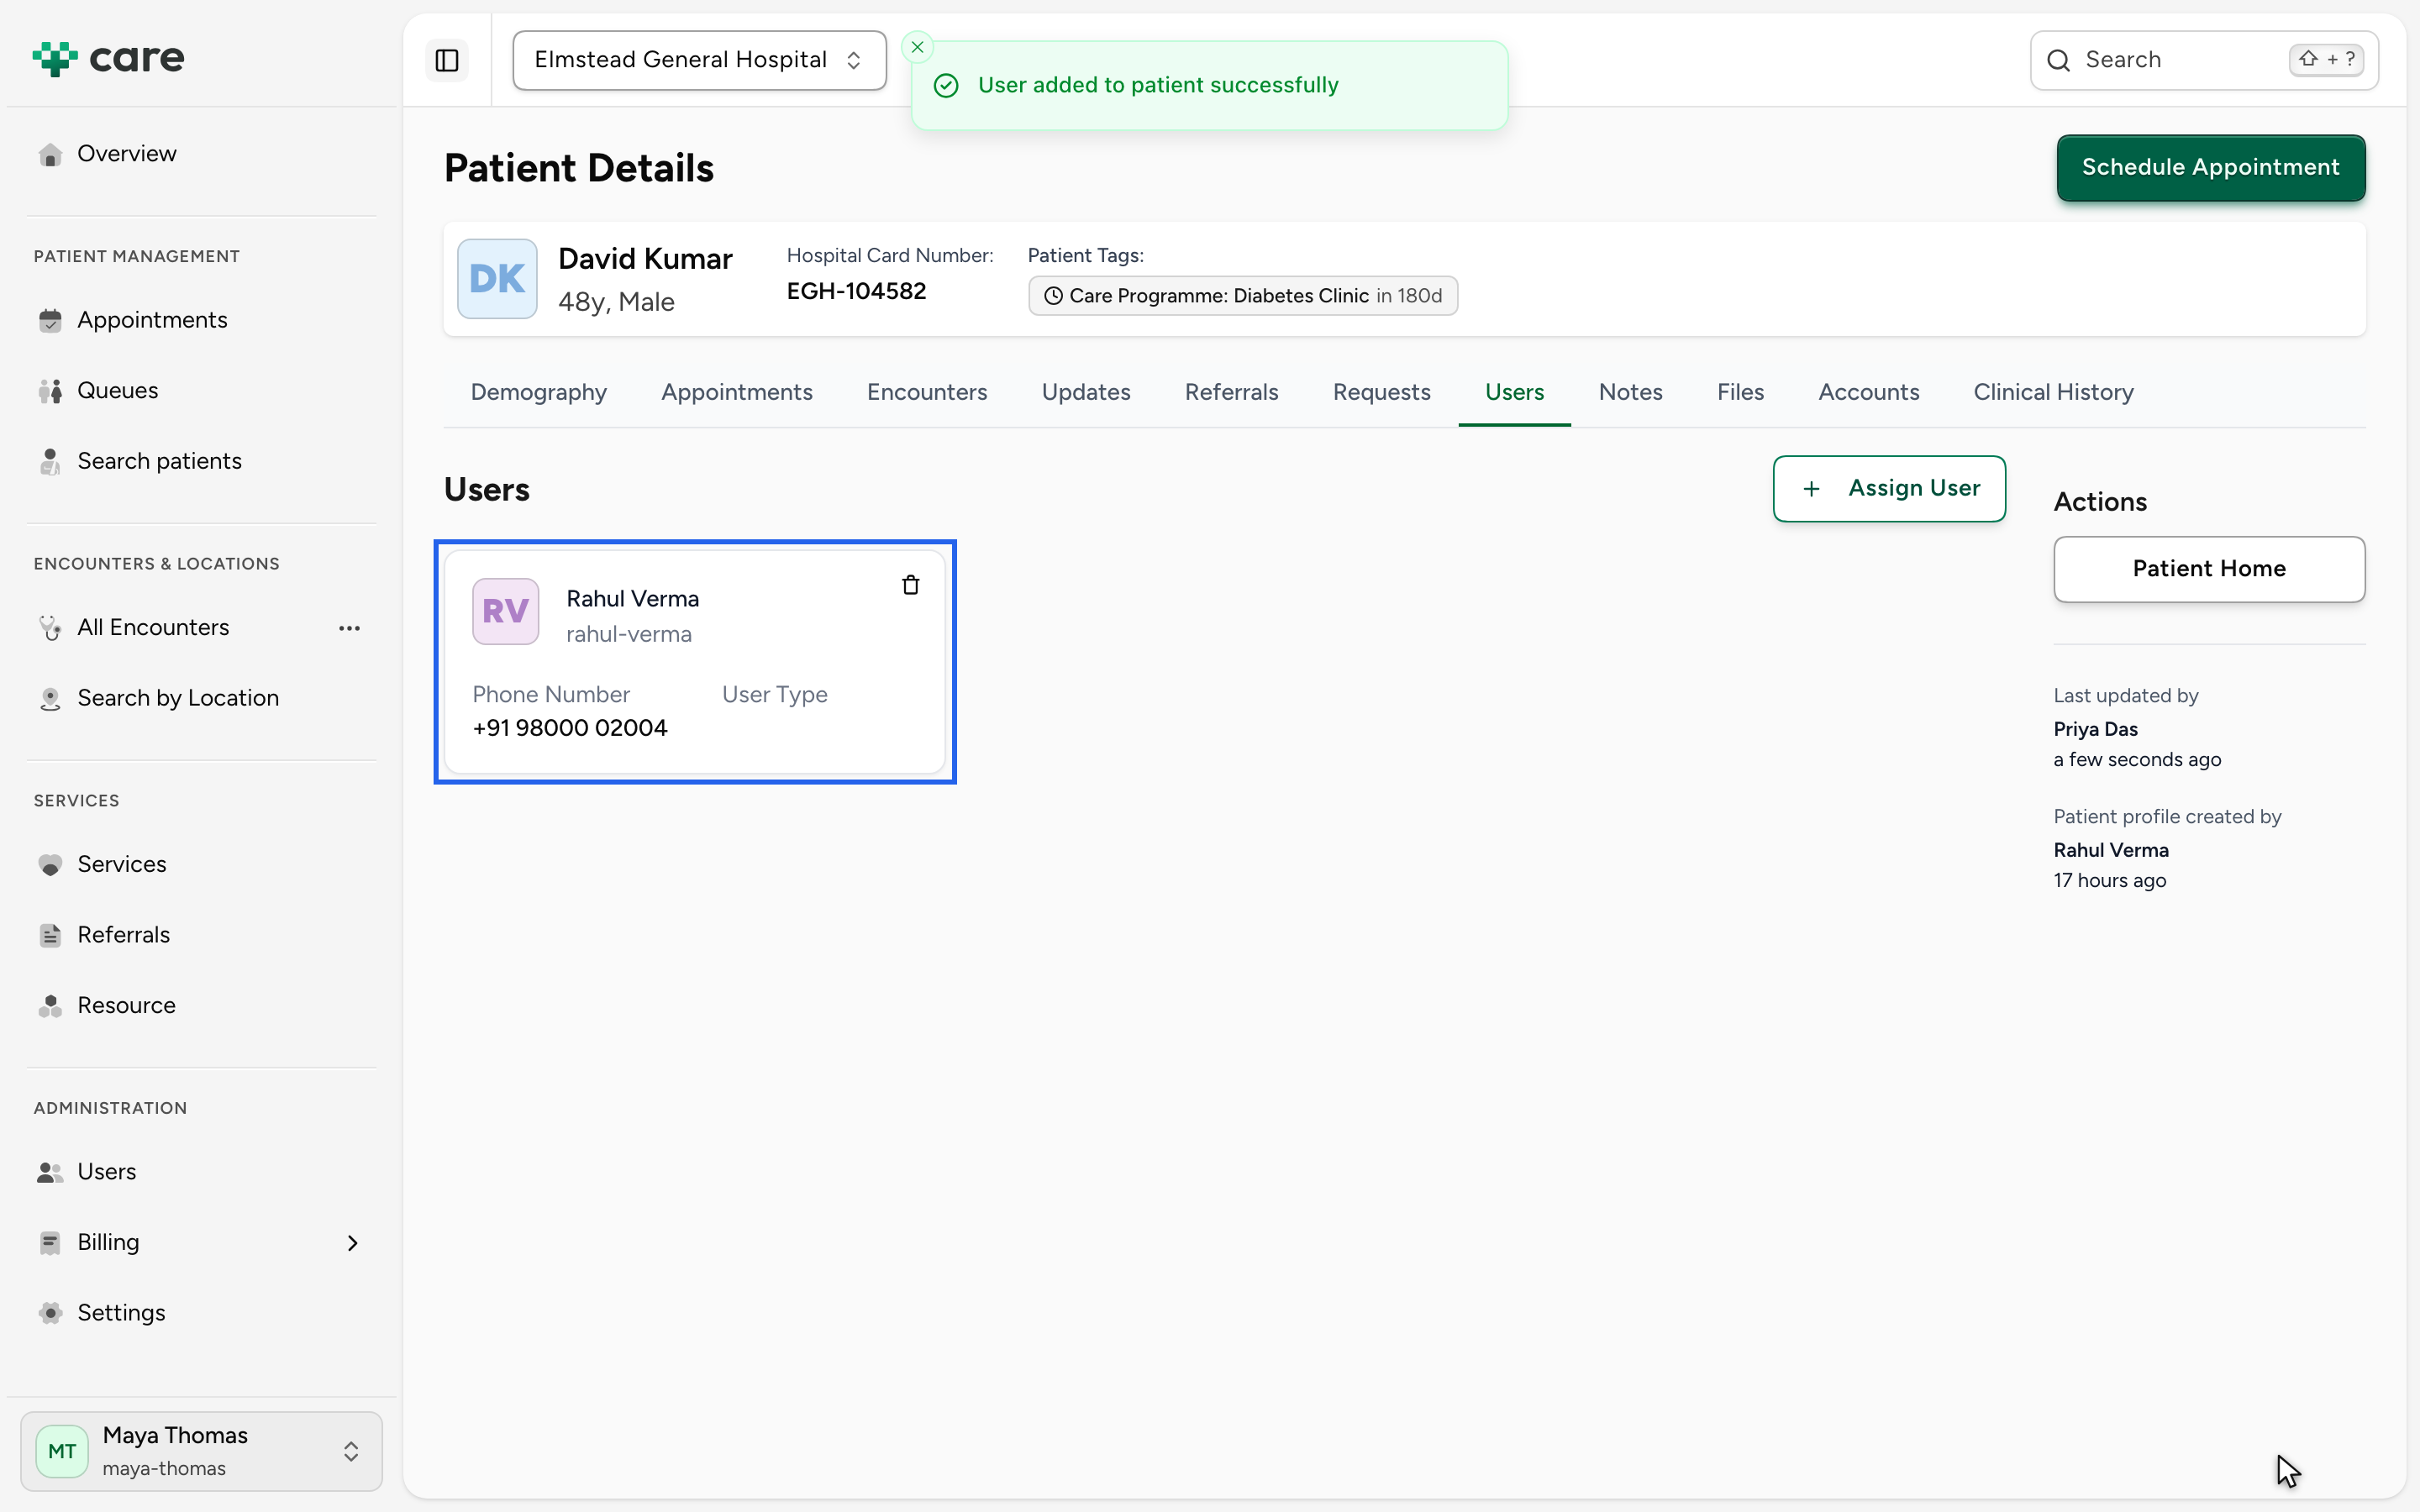 care
Elmstead General Hospital
User added to patient successfully
Search
+ ?
Overview
PATIENT MANAGEMENT
Appointments
Queues
Search patients
ENCOUNTERS & LOCATIONS
All Encounters
Search by Location
SERVICES
Services
Referrals
Resource
ADMINISTRATION
Users
Billing
Settings
MT
Maya Thomas
maya-thomas
Patient Details
Schedule Appointment
DK
David Kumar
48y, Male
Hospital Card Number:
EGH-104582
Patient Tags:
Care Programme: Diabetes Clinic in 180d
Demography Appointments Encounters Updates Referrals Requests Users Notes Files Accounts Clinical History
Users
+ Assign User
RV
Rahul Verma
rahul-verma
Phone Number User Type
+91 98000 02004
Actions
Patient Home
Last updated by
Priya Das
a few seconds ago
Patient profile created by
Rahul Verma
17 hours ago